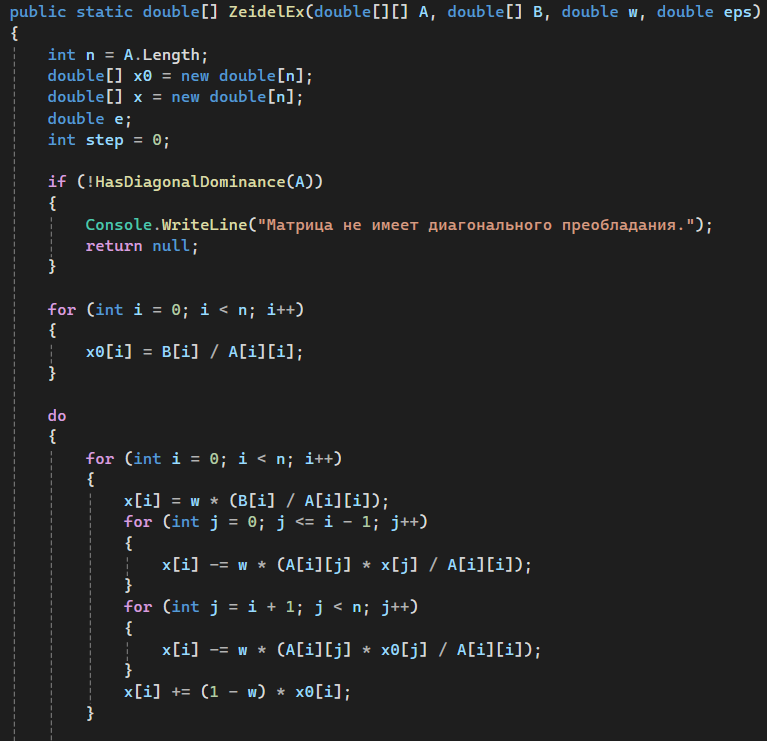 public static double[] ZeidelEx(double[][] A, double[] B, double w, double eps)
{
int n = A.Length;
double[] x0 = new double[n];
double[] x = new double[n];
double e;
int step = 0;
if (!HasDiagonalDominance(A))
{
Console.WriteLine("Матрица не имеет диагонального преобладания.");
return null;
}
for (int i = 0; i < n; i++)
{
x0[i] = B[i] / A[i][i];
}
do
{
for (int i = 0; i < n; i++)
{
x[i] = w * (B[i] / A[i][i]);
for (int j = 0; j <= i - 1; j++)
{
x[i] -= w * (A[i][j] * x[j] / A[i][i]);
}
for (int j = i + 1; j < n; j++)
{
x[i] -= w * (A[i][j] * x0[j] / A[i][i]);
}
x[i] += (1 - w) * x0[i];
}